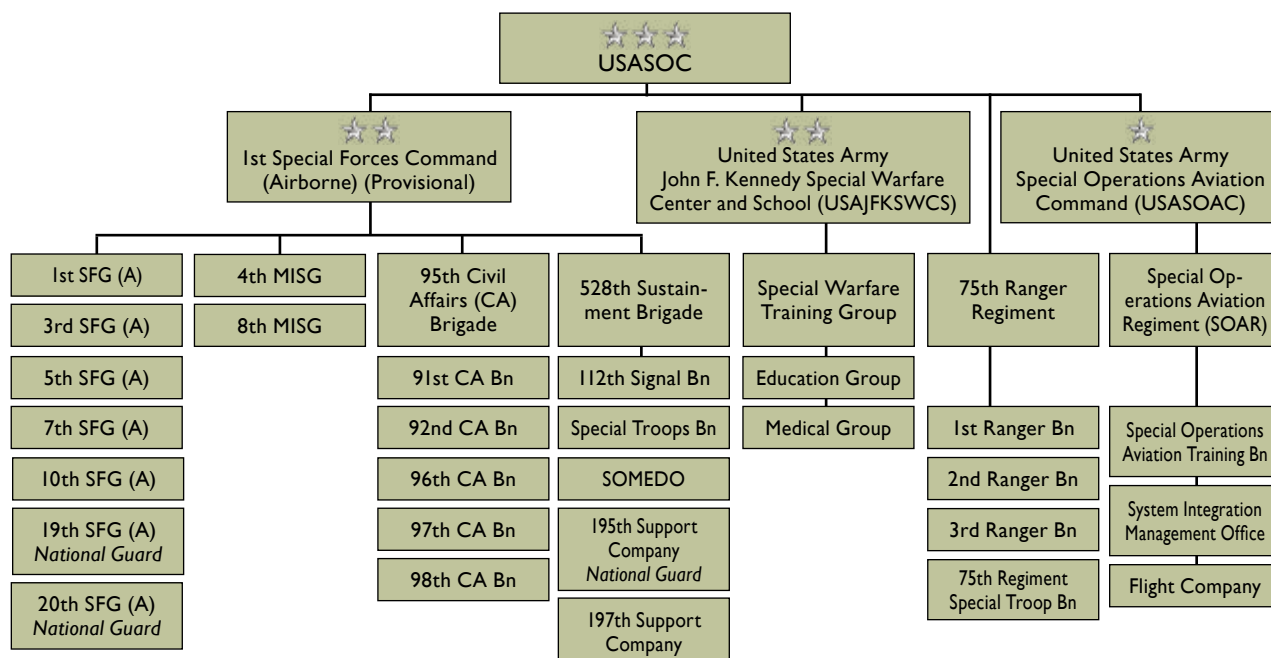 USASOC
1st Special Forces Command
(Airborne) (Provisional)
United States Army
John F. Kennedy Special Warfare
Center and School (USAJFKSWCS)
United States Army
Special Operations Aviation
Command (USASOAC)
1st SFG (A)
3rd SFG (A)
5th SFG (A)
7th SFG (A)
10th SFG (A)
19th SFG (A)
National Guard
20th SFG (A)
National Guard
4th MISG
8th MISG
95th Civil
Affairs (CA)
Brigade
91st CA Bn
92nd CA Bn
96th CA Bn
97th CA Bn
98th CA Bn
528th Sustain-
ment Brigade
112th Signal Bn
Special Troops Bn
SOMEDO
195th Support
Company
National Guard
197th Support
Company
Special Warfare
Training Group
Education Group
Medical Group
75th Ranger
Regiment
1st Ranger Bn
2nd Ranger Bn
3rd Ranger Bn
75th Regiment
Special Troop Bn
Special Op-
erations Aviation
Regiment (SOAR)
Special Operations
Aviation Training Bn
System Integration
Management Office
Flight Company